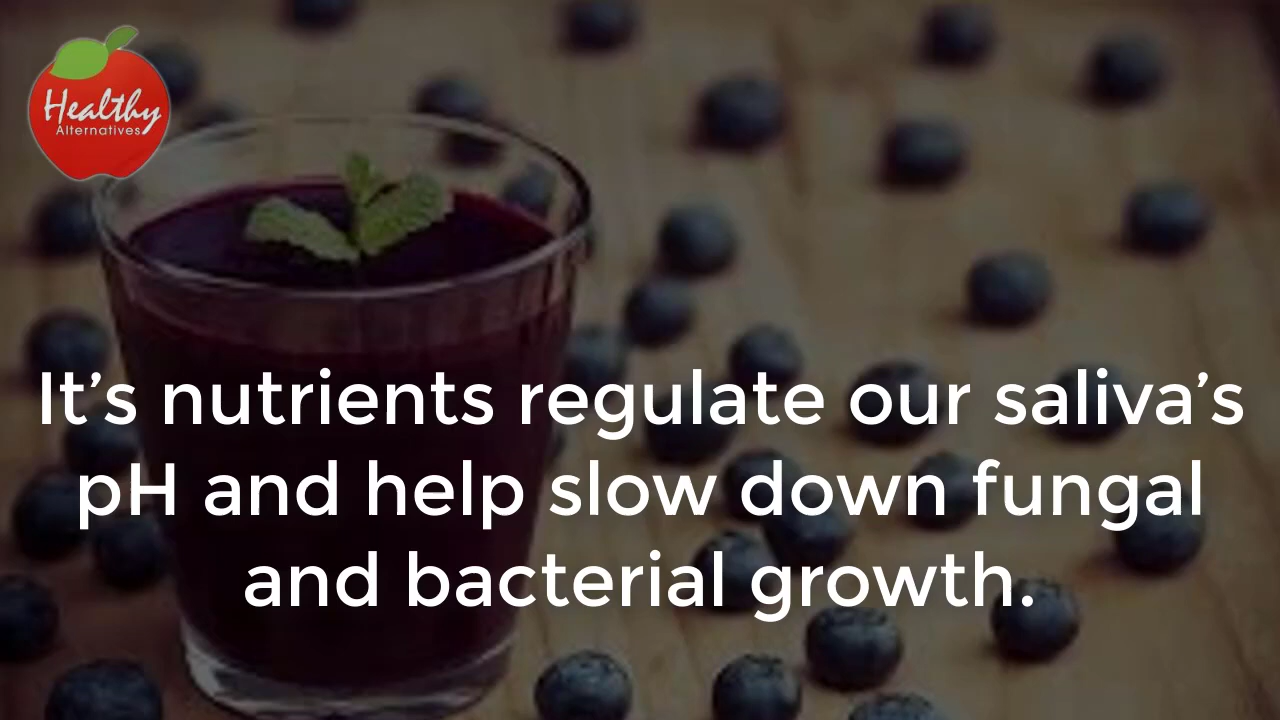 Healthy
Alternatives
It’s nutrients regulate our saliva’s
pH and help slow down fungal
and bacterial growth.